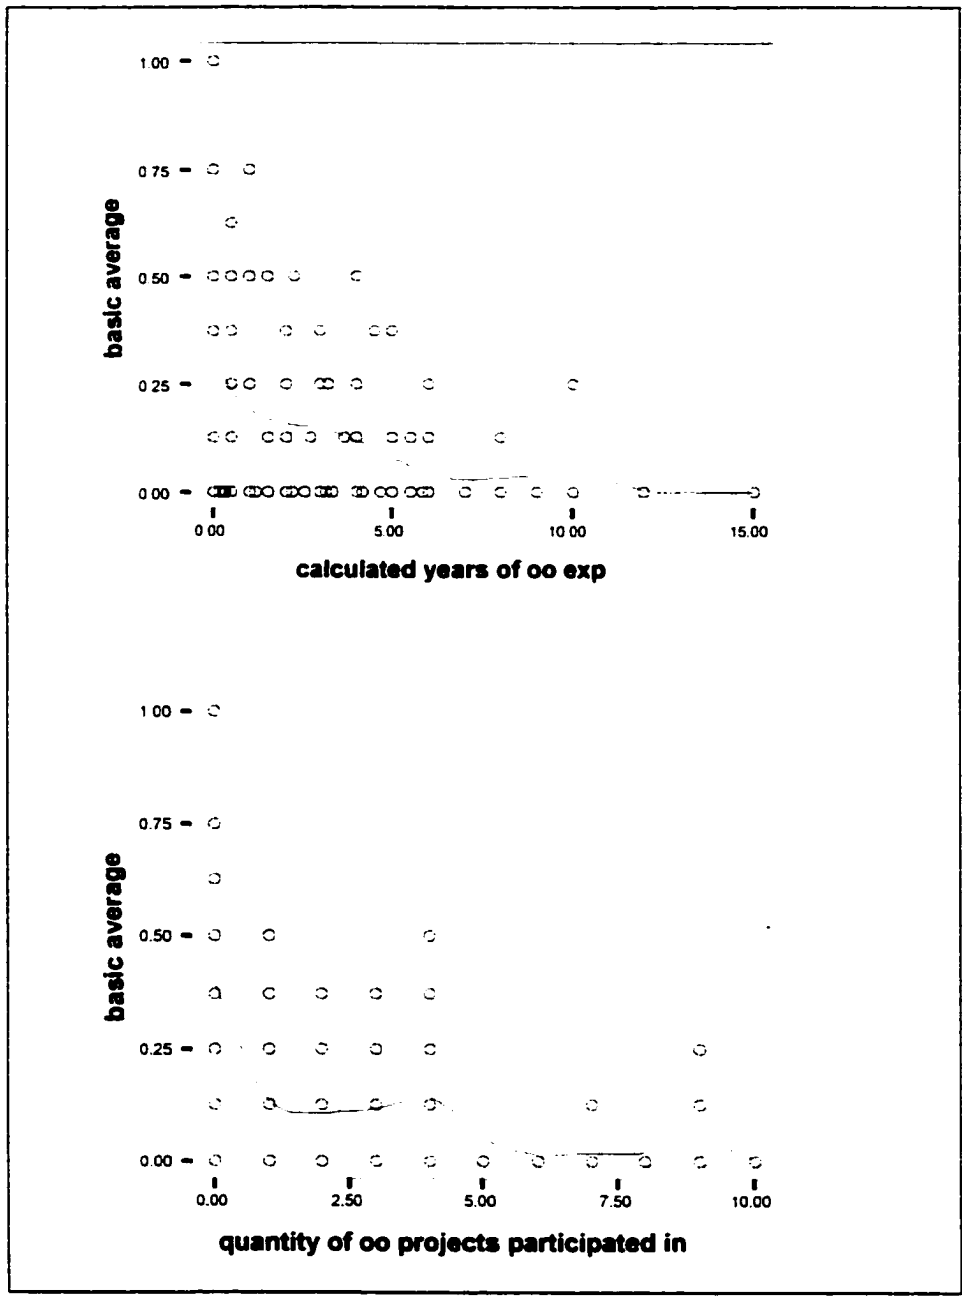 1.00
0.75
basic average
0.50
0.25
0.00
0.00 5.00 10.00 15.00
calculated years of oo exp
1.00
0.75
basic average
0.50
0.25
0.00
0.00 2.50 5.00 7.50 10.00
quantity of oo projects participated in